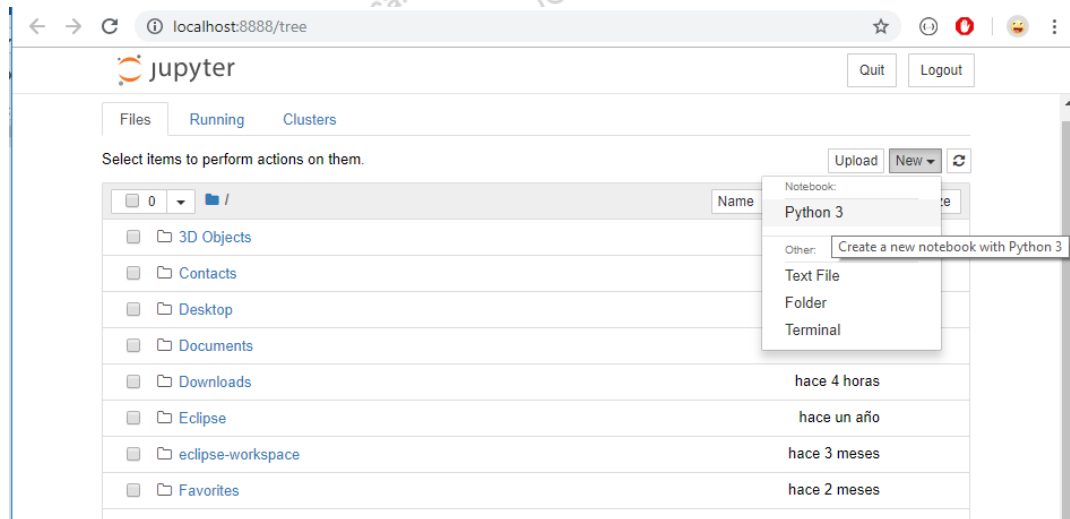 localhost:8888/tree
jupyter
Quit Logout
Files Running Clusters
Select items to perform actions on them.
Upload New
0 /
Name ze
Notebook:
Python 3
Create a new notebook with Python 3
Other:
Text File
Folder
Terminal
3D Objects
Contacts
Desktop
Documents
Downloads hace 4 horas
Eclipse hace un año
eclipse-workspace hace 3 meses
Favorites hace 2 meses